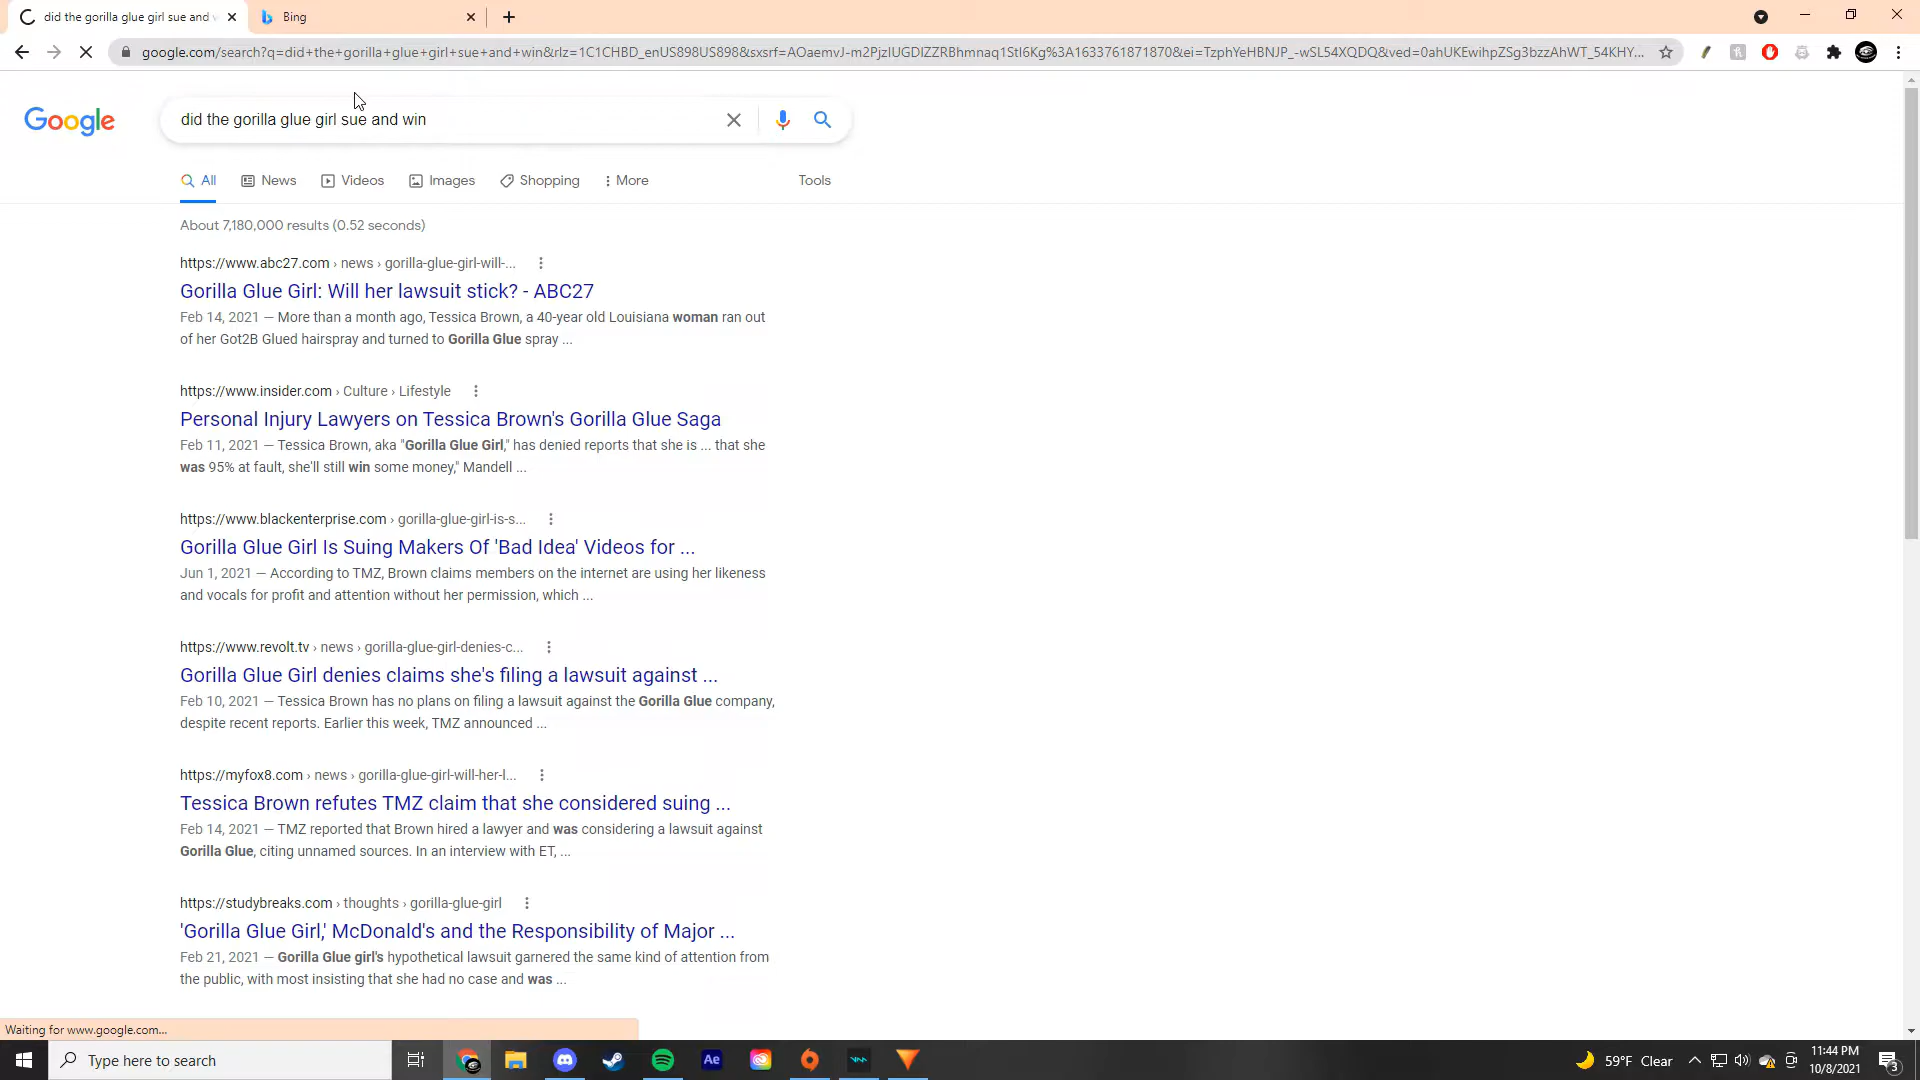 did the gorilla glue girl sue and w
Bing
google.com/search?q=did+the+gorilla+glue+girl+sue+and+win&rlz=1C1CHBD_enUS898US898&sxsrf=AOaemvJ-m2PjzIUGDIZZRBhmnaq1StI6Kg%3A1633761871870&ei=TzphYeHBNJP_-wSL54XQDQ&ved=0ahUKEwihpZSg3bzzAhWT_54KHY...
Google
did the gorilla glue girl sue and win
All News Videos Images Shopping More Tools
About 7,180,000 results (0.52 seconds)
https://www.abc27.com › news › gorilla-glue-girl-will-...
Gorilla Glue Girl: Will her lawsuit stick? - ABC27
Feb 14, 2021 — More than a month ago, Tessica Brown, a 40-year old Louisiana woman ran out
of her Got2B Glued hairspray and turned to Gorilla Glue spray ...
https://www.insider.com › Culture › Lifestyle
Personal Injury Lawyers on Tessica Brown's Gorilla Glue Saga
Feb 11, 2021 — Tessica Brown, aka "Gorilla Glue Girl," has denied reports that she is ... that she
was 95% at fault, she'll still win some money," Mandell ...
https://www.blackenterprise.com › gorilla-glue-girl-is-s...
Gorilla Glue Girl Is Suing Makers Of 'Bad Idea' Videos for ...
Jun 1, 2021 — According to TMZ, Brown claims members on the internet are using her likeness
and vocals for profit and attention without her permission, which ...
https://www.revolt.tv › news › gorilla-glue-girl-denies-c...
Gorilla Glue Girl denies claims she's filing a lawsuit against ...
Feb 10, 2021 — Tessica Brown has no plans on filing a lawsuit against the Gorilla Glue company,
despite recent reports. Earlier this week, TMZ announced ...
https://myfox8.com › news › gorilla-glue-girl-will-her-l...
Tessica Brown refutes TMZ claim that she considered suing ...
Feb 14, 2021 — TMZ reported that Brown hired a lawyer and was considering a lawsuit against
Gorilla Glue, citing unnamed sources. In an interview with ET, ...
https://studybreaks.com › thoughts › gorilla-glue-girl
'Gorilla Glue Girl,' McDonald's and the Responsibility of Major ...
Feb 21, 2021 — Gorilla Glue girl's hypothetical lawsuit garnered the same kind of attention from
the public, with most insisting that she had no case and was ...
Waiting for www.google.com...
Type here to search
Ae
59°F Clear
11:44 PM
10/8/2021
3